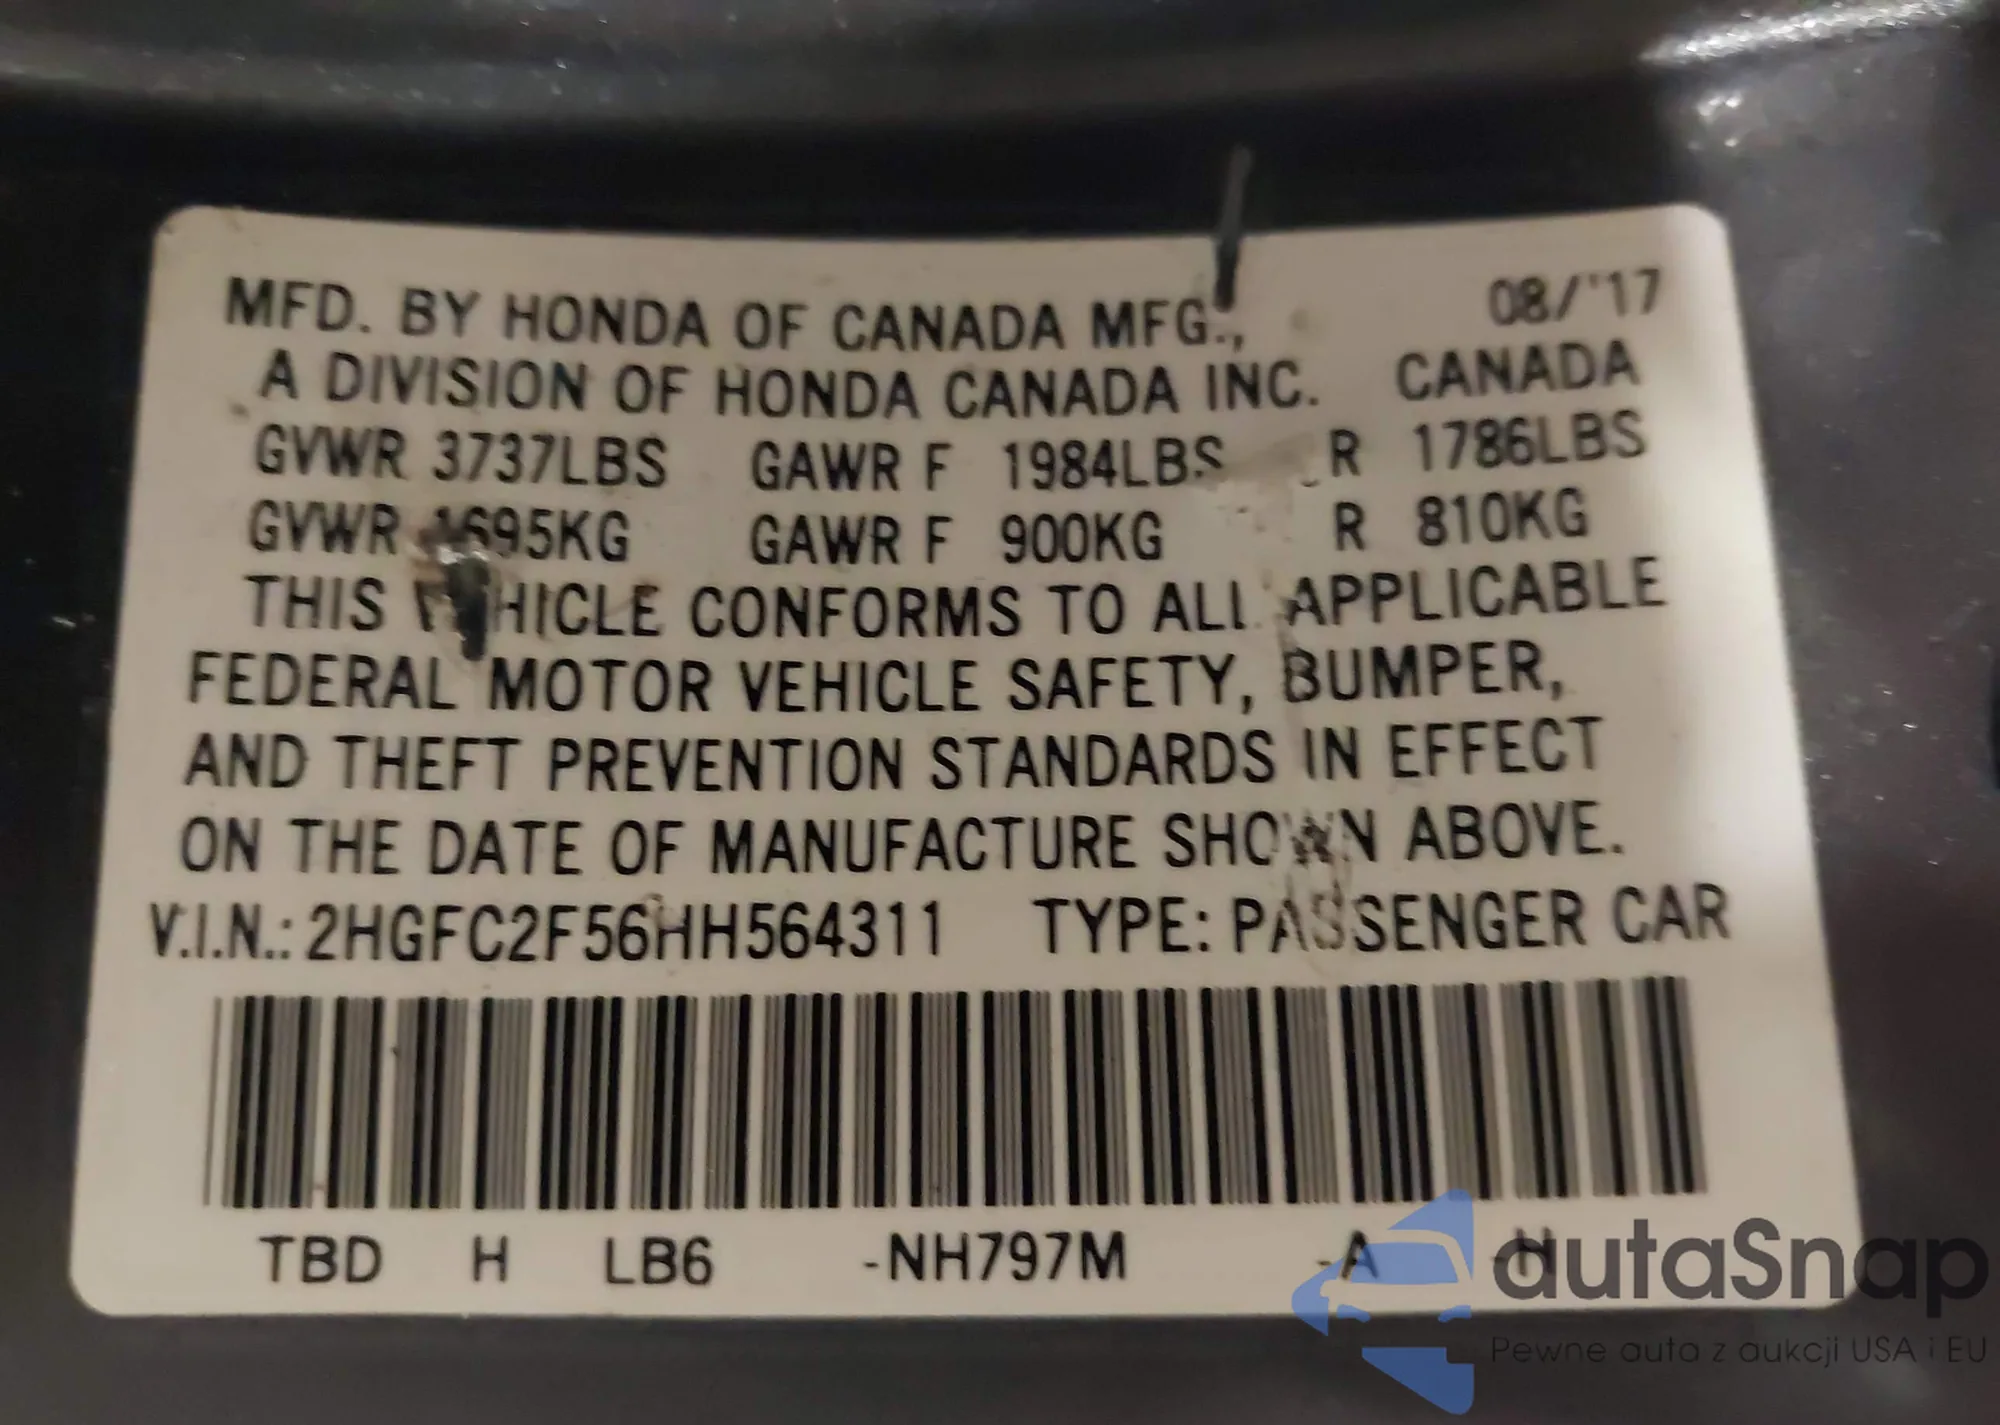 MFD. BY HONDA OF CANADA MFG., 08/'17
A DIVISION OF HONDA CANADA INC. CANADA
GVWR 3737LBS GAWR F 1984LBS R 1786LBS
GVWR 1695KG GAWR F 900KG R 810KG
THIS VEHICLE CONFORMS TO ALL APPLICABLE
FEDERAL MOTOR VEHICLE SAFETY, BUMPER,
AND THEFT PREVENTION STANDARDS IN EFFECT
ON THE DATE OF MANUFACTURE SHOWN ABOVE.
V.I.N.: 2HGFC2F56HH564311 TYPE: PASSENGER CAR
TBD H LB6 -NH797M -A -H
autaSnap
Pewne auta z aukcji USA i EU